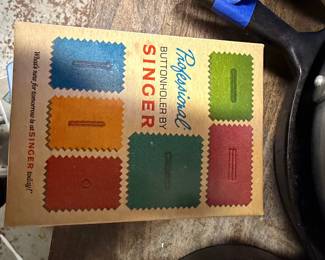 Professional
BUTTONHOLER BY
SINGER
What's new for tomorrow is at SINGER today!*